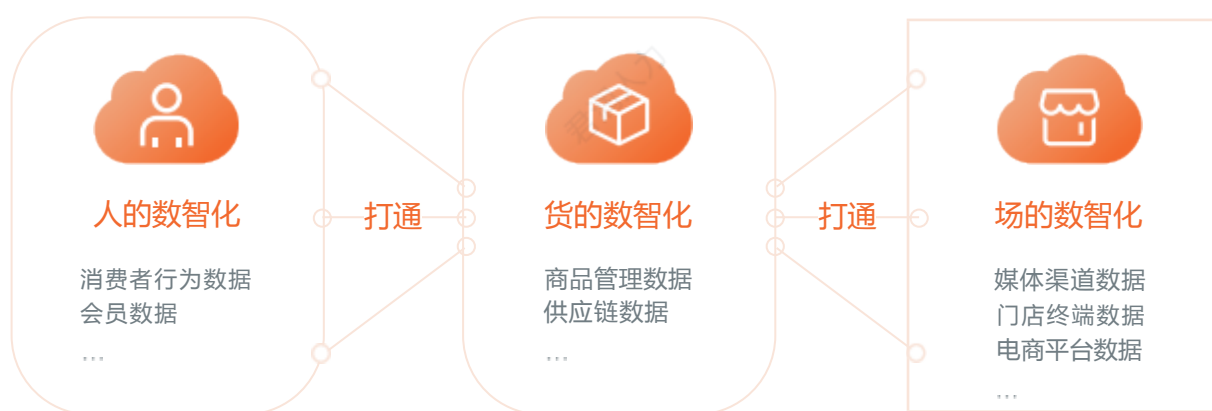 人的数智化
消费者行为数据
会员数据
...
打通
货的数智化
商品管理数据
供应链数据
...
打通
场的数智化
媒体渠道数据
门店终端数据
电商平台数据
...